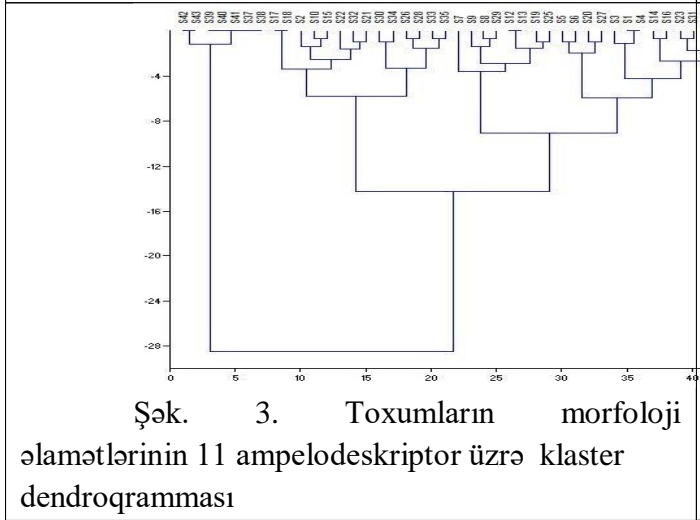 S42 S43 S39 S40 S41 S37 S38 S17 S18 S2 S10 S15 S22 S32 S21 S30 S34 S26 S28 S33 S35 S7 S9 S8 S29 S12 S13 S19 S25 S5 S6 S20 S27 S3 S1 S4 S14 S16 S23 S31
-4
-8
-12
-16
-20
-24
-28
0 5 10 15 20 25 30 35 40
Şək. 3. Toxumların morfoloji
əlamətlərinin 11 ampelodeskriptor üzrə klaster
dendroqramması